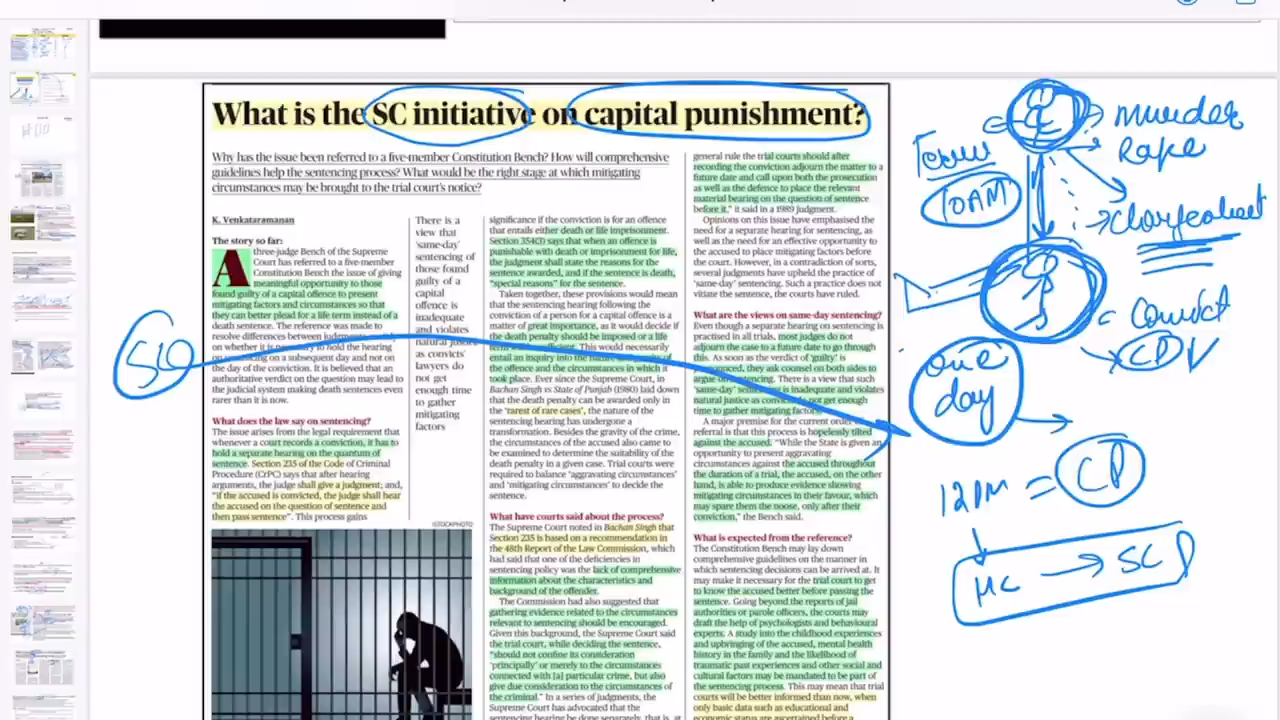 What is the SC initiative on capital punishment?
Why has the issue been referred to a five-member Constitution Bench? How will comprehensive
guidelines help the sentencing process? What would be the right stage at which mitigating
circumstances may be brought to the trial court's notice?
K. Venkataramanan
The story so far:
A three-judge Bench of the Supreme
Court has referred to a five-member
Constitution Bench the issue of giving
meaningful opportunity to those
found guilty of a capital offence to present
mitigating factors and circumstances so that
they can better plead for a life term instead of a
death sentence. The reference was made to
resolve differences between judgments
on whether it is necessary to hold the hearing
on sentencing on a subsequent day and not on
the day of the conviction. It is believed that an
authoritative verdict on the question may lead to
the judicial system making death sentences even
rarer than it is now.
What does the law say on sentencing?
The issue arises from the legal requirement that
whenever a court records a conviction, it has to
hold a separate hearing on the quantum of
sentence. Section 235 of the Code of Criminal
Procedure (CrPC) says that after hearing
arguments, the judge shall give a judgment; and,
"if the accused is convicted, the judge shall hear
the accused on the question of sentence and
then pass sentence". This process gains
There is a
view that
'same-day'
sentencing of
those found
guilty of a
capital
offence is
inadequate
and violates
natural justice
as convicts'
lawyers do
not get
enough time
to gather
mitigating
factors
ISTOCKPHOTO
significance if the conviction is for an offence
that entails either death or life imprisonment.
Section 354(3) says that when an offence is
punishable with death or imprisonment for life,
the judgment shall state the reasons for the
sentence awarded, and if the sentence is death,
"special reasons" for the sentence.
Taken together, these provisions would mean
that the sentencing hearing following the
conviction of a person for a capital offence is a
matter of great importance, as it would decide if
the death penalty should be imposed or a life
This would necessarily
entail an inquiry into the nature
the offence and the circumstances in which it
took place. Ever since the Supreme Court, in
Bachan Singh vs State of Punjab (1980) laid down
that the death penalty can be awarded only in
the 'rarest of rare cases', the nature of the
sentencing hearing has undergone a
transformation. Besides the gravity of the crime,
the circumstances of the accused also came to
be examined to determine the suitability of the
death penalty in a given case. Trial courts were
required to balance 'aggravating circumstances'
and 'mitigating circumstances' to decide the
sentence.
What have courts said about the process?
The Supreme Court noted in Bachan Singh that
Section 235 is based on a recommendation in
the 48th Report of the Law Commission, which
had said that one of the deficiencies in
sentencing policy was the lack of comprehensive
information about the characteristics and
background of the offender.
The Commission had also suggested that
gathering evidence related to the circumstances
relevant to sentencing should be encouraged.
Given this background, the Supreme Court said
the trial court, while deciding the sentence,
"should not confine its consideration
'principally' or merely to the circumstances
connected with [a] particular crime, but also
give due consideration to the circumstances of
the criminal." In a series of judgments, the
Supreme Court has advocated that the
sentencing hearing be done separately, that is, at
general rule the trial courts should after
recording the conviction adjourn the matter to a
future date and call upon both the prosecution
as well as the defence to place the relevant
material bearing on the question of sentence
before it," it said in a 1989 judgment.
Opinions on this issue have emphasised the
need for a separate hearing for sentencing, as
well as the need for an effective opportunity to
the accused to place mitigating factors before
the court. However, in a contradiction of sorts,
several judgments have upheld the practice of
'same-day' sentencing. Such a practice does not
vitiate the sentence, the courts have ruled.
What are the views on same-day sentencing?
Even though a separate hearing on sentencing is
practised in all trials, most judges do not
adjourn the case to a future date to go through
this. As soon as the verdict of 'guilty' is
pronounced, they ask counsel on both sides to
argue on sentencing. There is a view that such
'same-day' sentencing is inadequate and violates
natural justice as convicts do not get enough
time to gather mitigating factors.
A major premise for the current order of
referral is that this process is hopelessly tilted
against the accused. "While the State is given an
opportunity to present aggravating
circumstances against the accused throughout
the duration of a trial, the accused, on the other
hand, is able to produce evidence showing
mitigating circumstances in their favour, which
may spare them the noose, only after their
conviction," the Bench said.
What is expected from the reference?
The Constitution Bench may lay down
comprehensive guidelines on the manner in
which sentencing decisions can be arrived at. It
may make it necessary for the trial court to get
to know the accused better before passing the
sentence. Going beyond the reports of jail
authorities or parole officers, the courts may
draft the help of psychologists and behavioural
experts. A study into the childhood experiences
and upbringing of the accused, mental health
history in the family and the likelihood of
traumatic past experiences and other social and
cultural factors may be mandated to be part of
the sentencing process. This may mean that trial
courts will be better informed than now, when
only basic data such as educational and
economic status are ascertained before a
SC
Murder
Rape
10AM
→ Chargesheet
= Convict
CP
one
day
12PM = CP
HC → SC